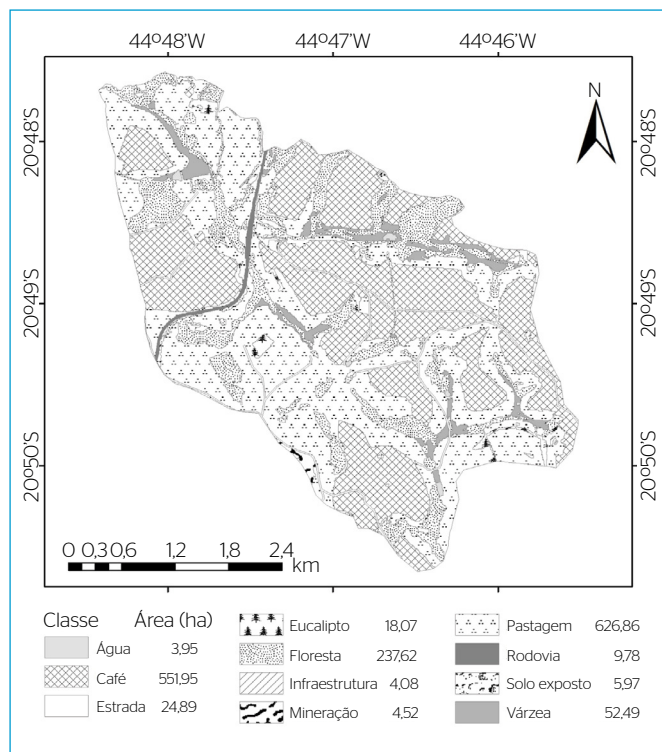 44º48'W 44º47'W 44º46'W
N
20º48'S 20º48'S
20º49'S 20º49'S
20º50'S 20º50'S
0 0,3 0,6 1,2 1,8 2,4
km
Classe Área (ha)
Água 3,95
Café 551,95
Estrada 24,89
Eucalipto 18,07
Floresta 237,62
Infraestrutura 4,08
Mineração 4,52
Pastagem 626,86
Rodovia 9,78
Solo exposto 5,97
Várzea 52,49